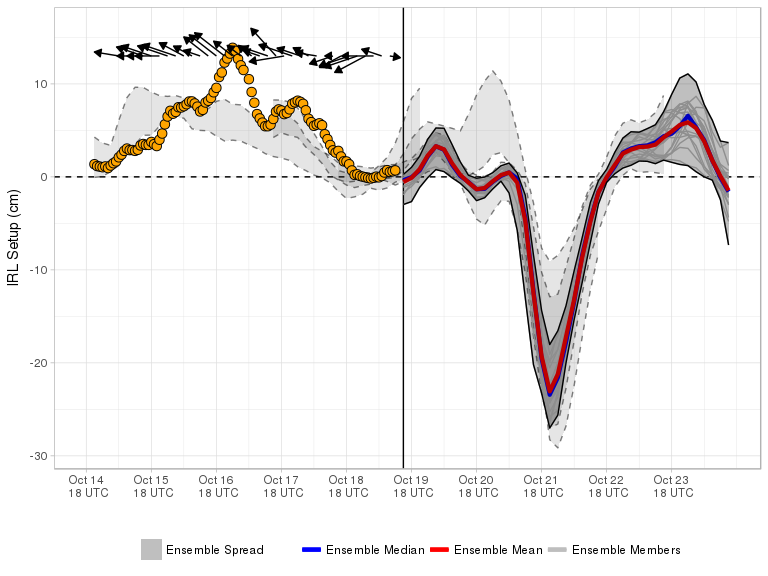 IRL Setup (cm)
10
0
-10
-20
-30
Oct 14 Oct 15 Oct 16 Oct 17 Oct 18 Oct 19 Oct 20 Oct 21 Oct 22 Oct 23
18 UTC 18 UTC 18 UTC 18 UTC 18 UTC 18 UTC 18 UTC 18 UTC 18 UTC 18 UTC
Ensemble Spread Ensemble Median Ensemble Mean Ensemble Members